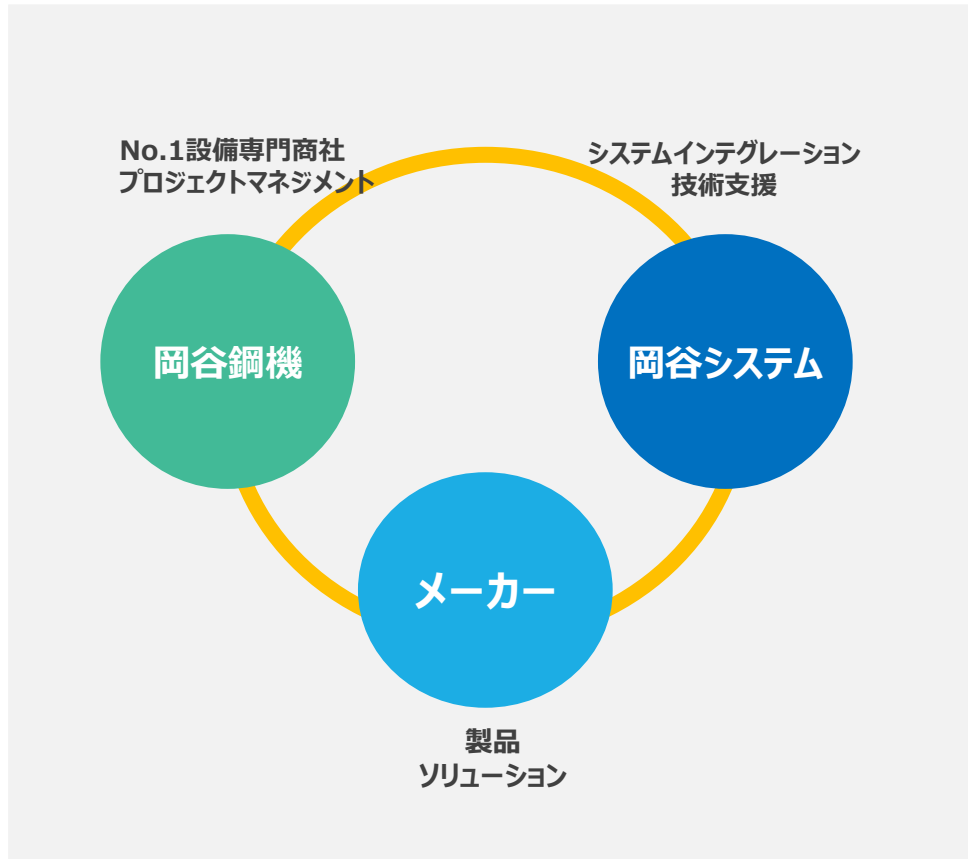 No.1設備専門商社
プロジェクトマネジメント
システムインテグレーション
技術支援
岡谷鋼機
岡谷システム
メーカー
製品
ソリューション